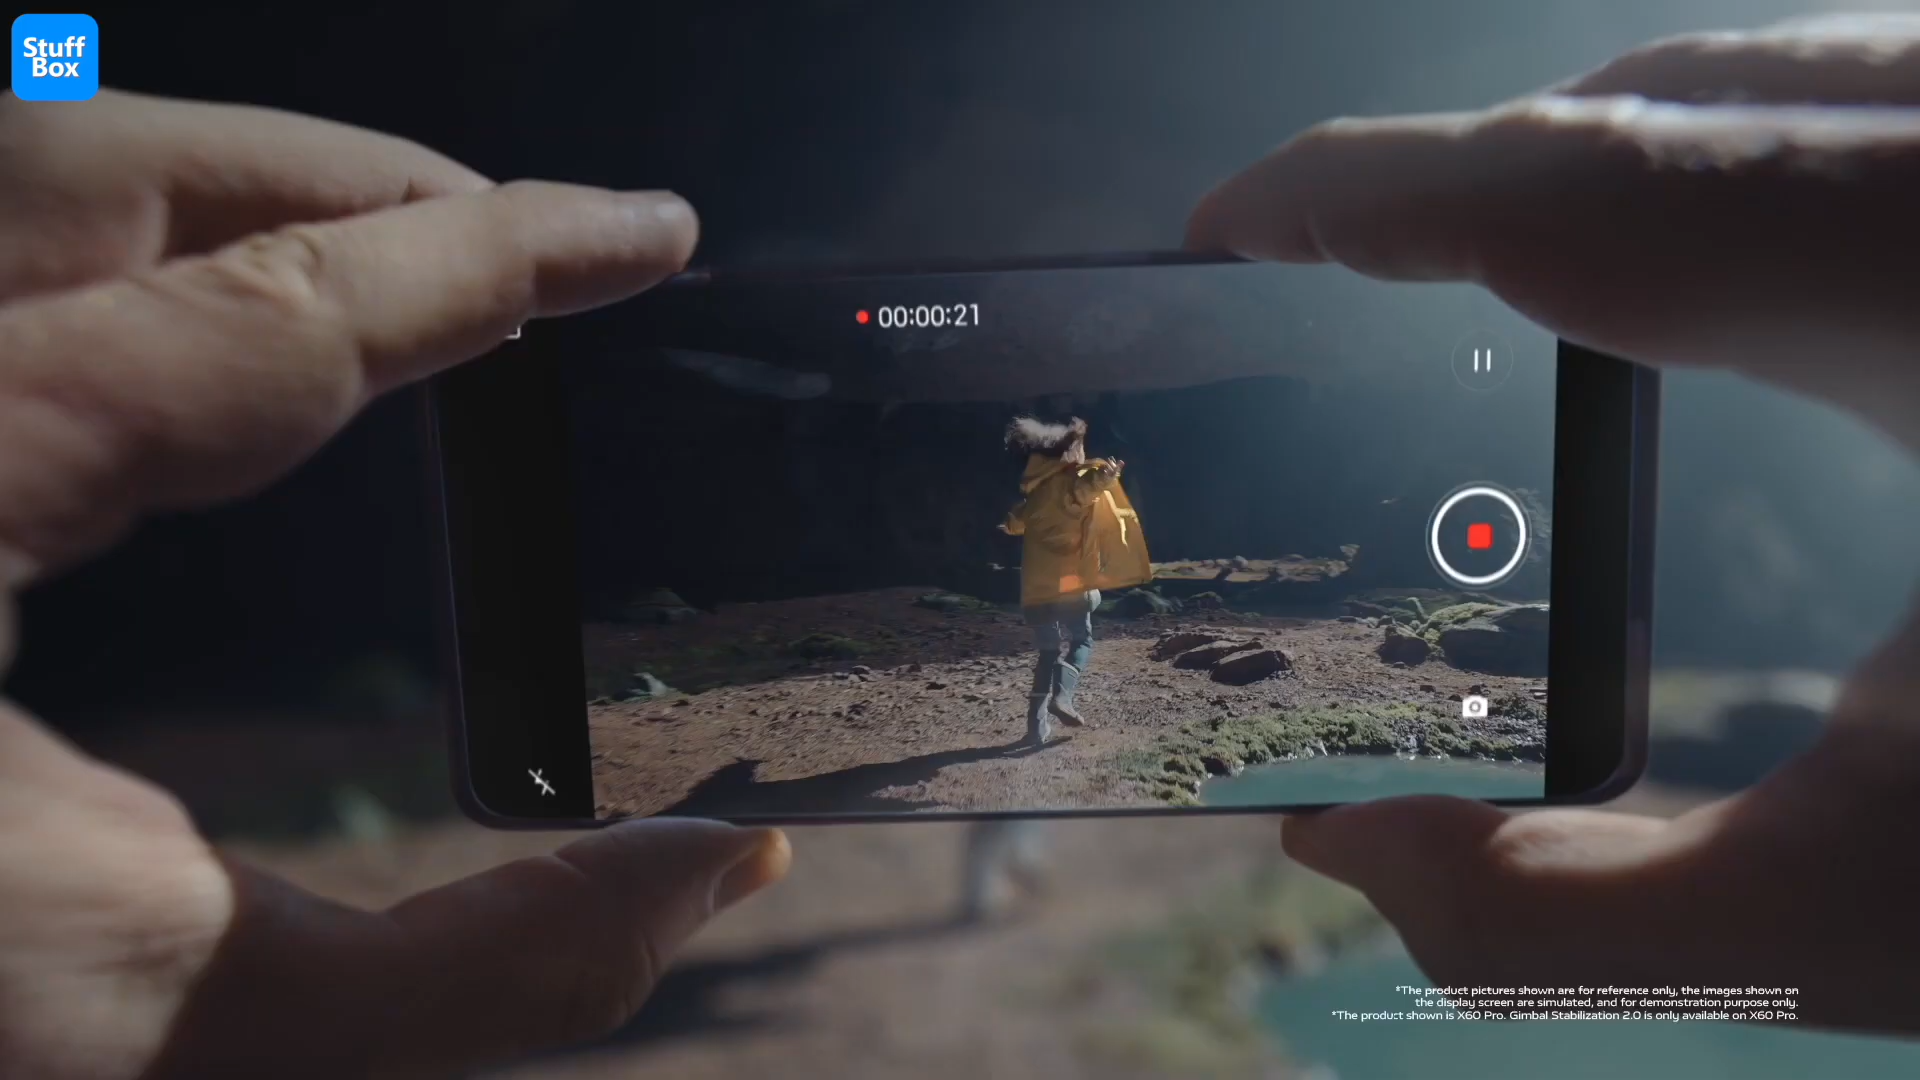 Stuff
Box
00:00:21
*The product pictures shown are for reference only, the images shown on
the display screen are simulated, and for demonstration purpose only.
*The product shown is X60 Pro. Gimbal Stabilization 2.0 is only available on X60 Pro.